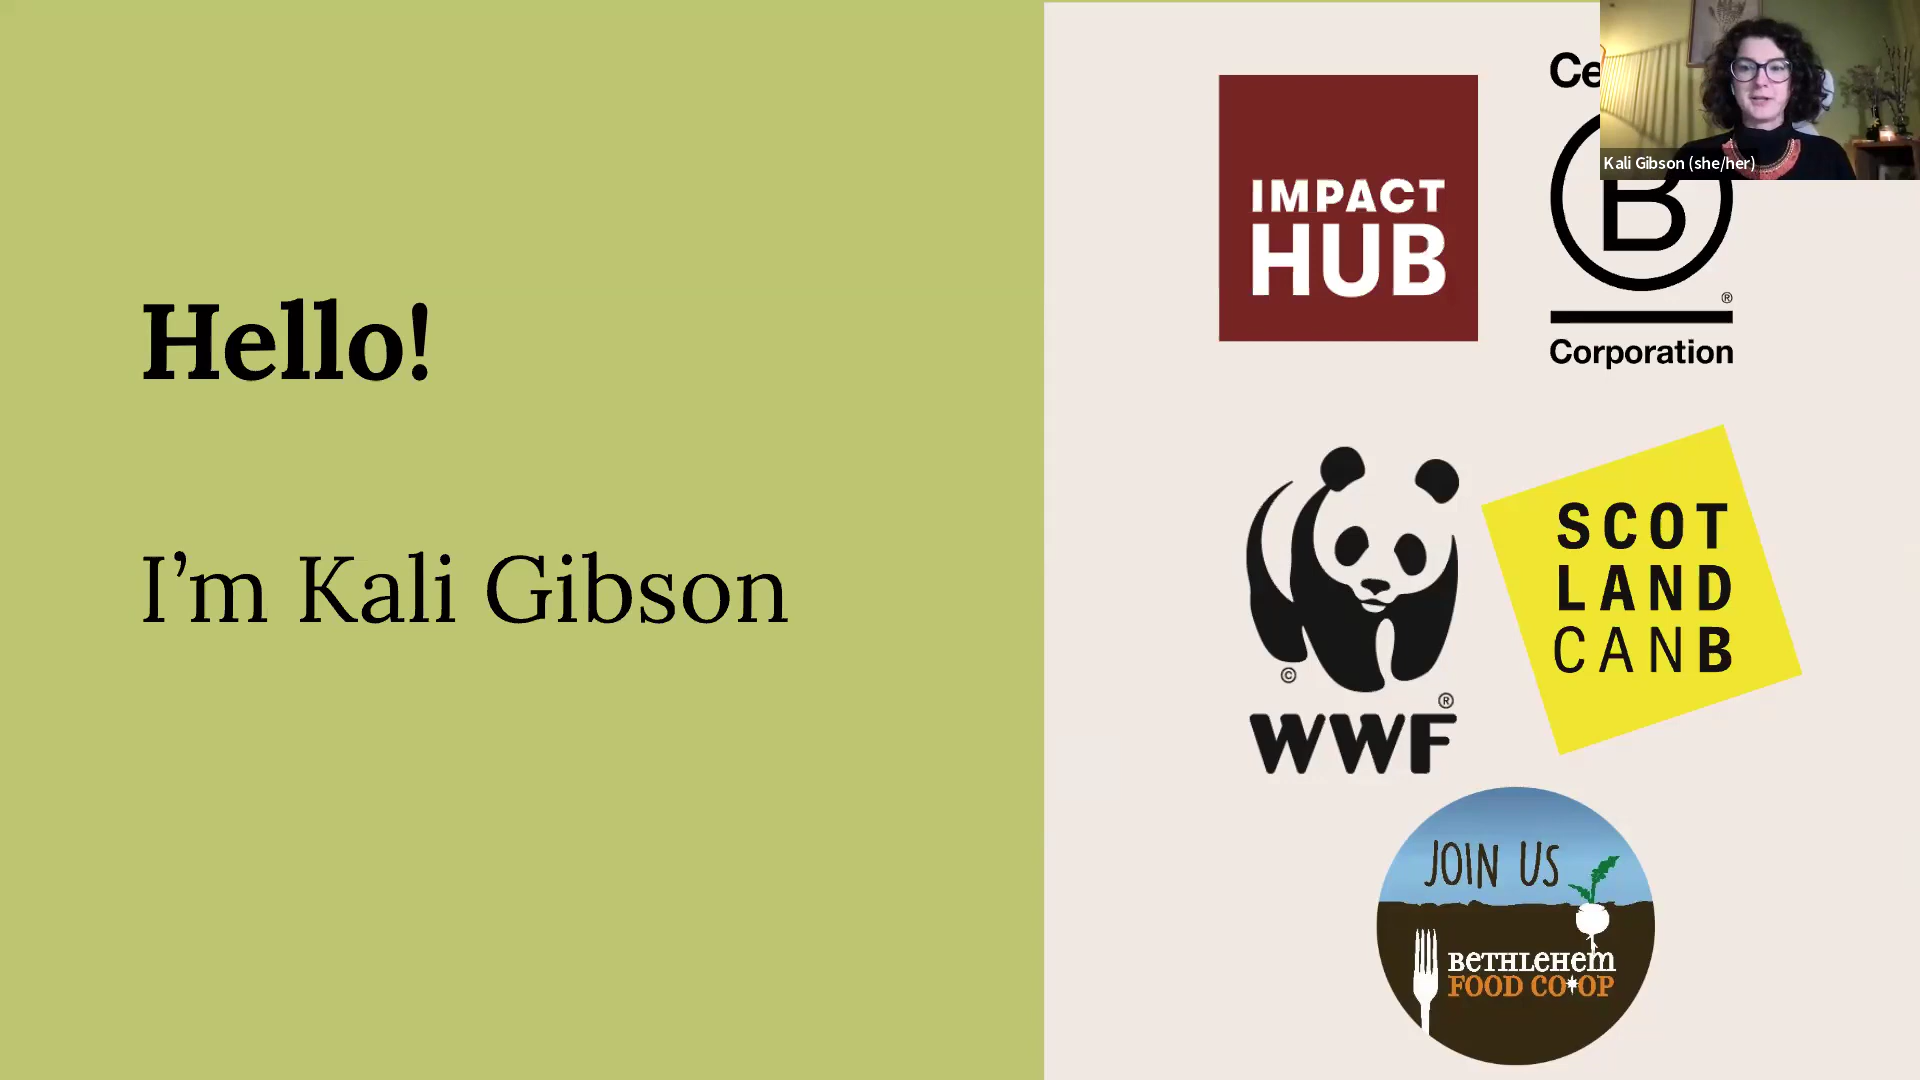 Hello!
I'm Kali Gibson
IMPACT
HUB
Ce
B
®
Corporation
Kali Gibson (she/her)
©
®
WWF
SCOT
LAND
CANB
JOIN US
BETHLEHEM
FOOD CO-OP